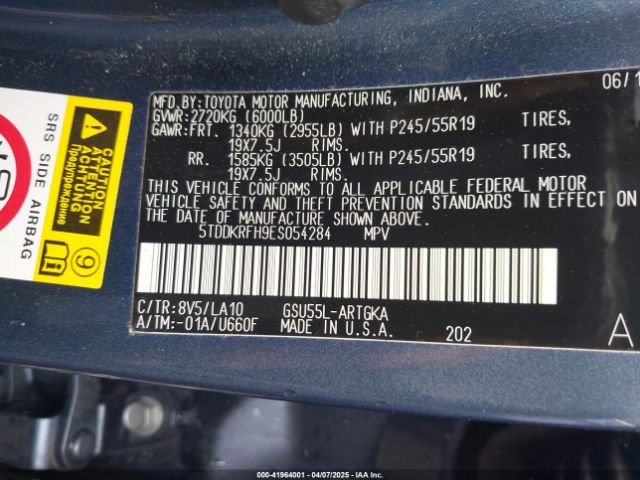 MFD.BY:TOYOTA MOTOR MANUFACTURING, INDIANA, INC. 06/1
GVWR:2720KG (6000LB)
GAWR:FRT. 1340KG (2955LB) WITH P245/55R19 TIRES,
19X7.5J RIMS.
RR. 1585KG (3505LB) WITH P245/55R19 TIRES,
19X7.5J RIMS.
THIS VEHICLE CONFORMS TO ALL APPLICABLE FEDERAL MOTOR
VEHICLE SAFETY AND THEFT PREVENTION STANDARDS IN EFFECT
DATE OF MANUFACTURE SHOWN ABOVE.
5TDDKRFH9ES054284 MPV
C/TR: 8V5/LA10 GSU55L-ARTGKA
A/TM:-01A/U660F MADE IN U.S.A. 202 A
SRS SIDE AIRBAG
CAUTION
ATTENTION
ACHTUNG
Предупреждение
9
000-41964001 - 04/07/2025 - IAA, Inc.